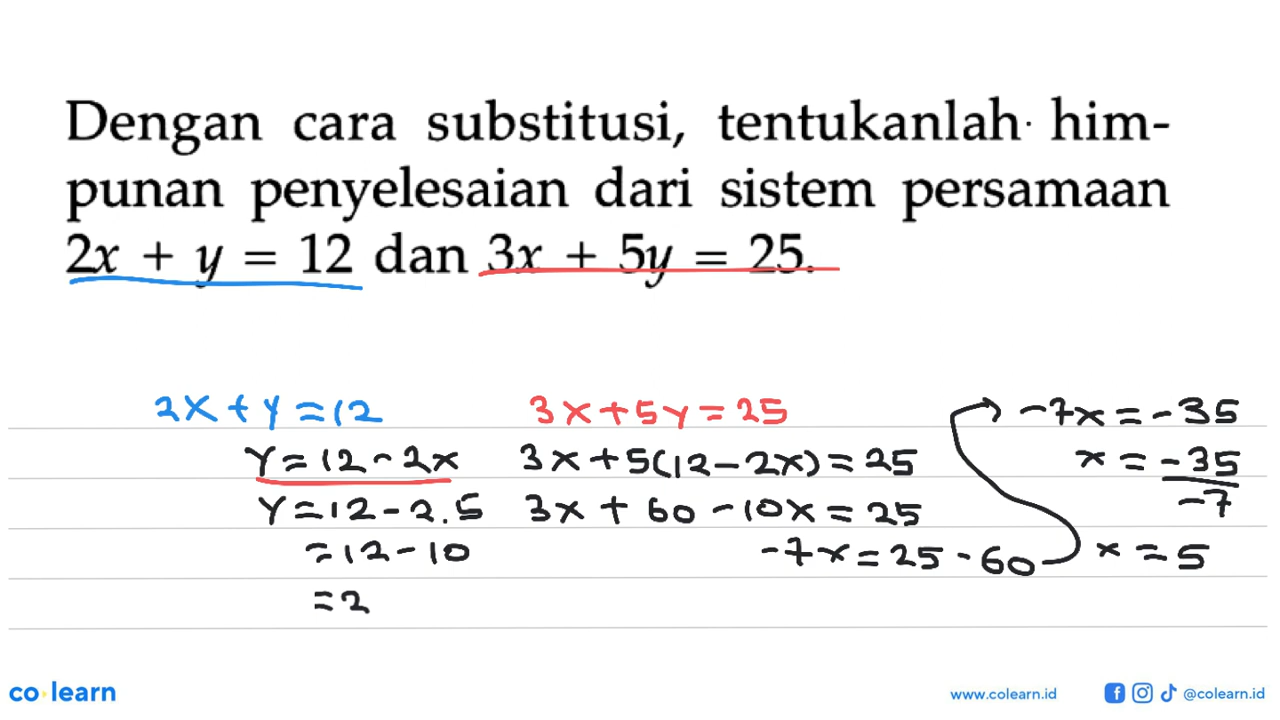 Dengan cara substitusi, tentukanlah him-
punan penyelesaian dari sistem persamaan
2x + y = 12 dan 3x + 5y = 25.
2x + y = 12
y = 12 - 2x
y = 12 - 2.5
= 12 - 10
= 2
3x + 5y = 25
3x + 5(12 - 2x) = 25
3x + 60 - 10x = 25
-7x = 25 - 60
-7x = -35
x = -35
-7
x = 5
co learn
www.colearn.id
@colearn.id